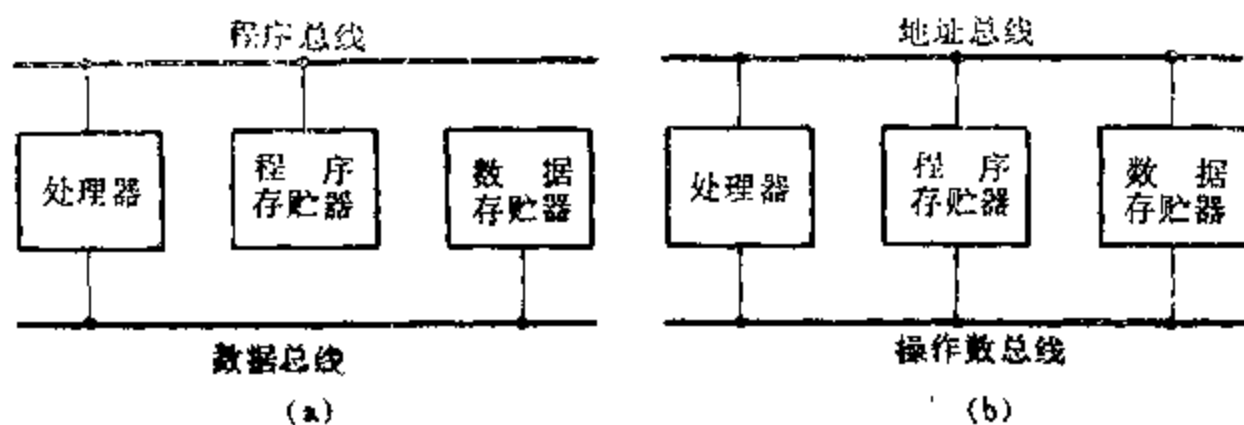 程序总线
处理器
程序
存贮器
数据
存贮器
数据总线
(a)
地址总线
处理器
程序
存贮器
数据
存贮器
操作数总线
(b)